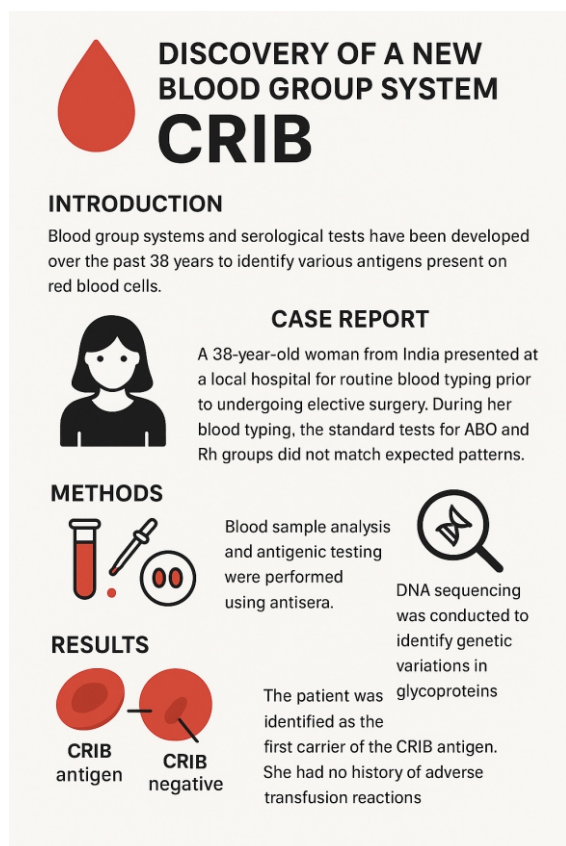 DISCOVERY OF A NEW
BLOOD GROUP SYSTEM
CRIB
INTRODUCTION
Blood group systems and serological tests have been developed
over the past 38 years to identify various antigens present on
red blood cells.
CASE REPORT
A 38-year-old woman from India presented at
a local hospital for routine blood typing prior
to undergoing elective surgery. During her
blood typing, the standard tests for ABO and
Rh groups did not match expected patterns.
METHODS
Blood sample analysis
and antigenic testing
were performed
using antisera.
DNA sequencing
was conducted to
identify genetic
variations in
glycoproteins
RESULTS
CRIB
antigen
CRIB
negative
The patient was
identified as the
first carrier of the CRIB antigen.
She had no history of adverse
transfusion reactions